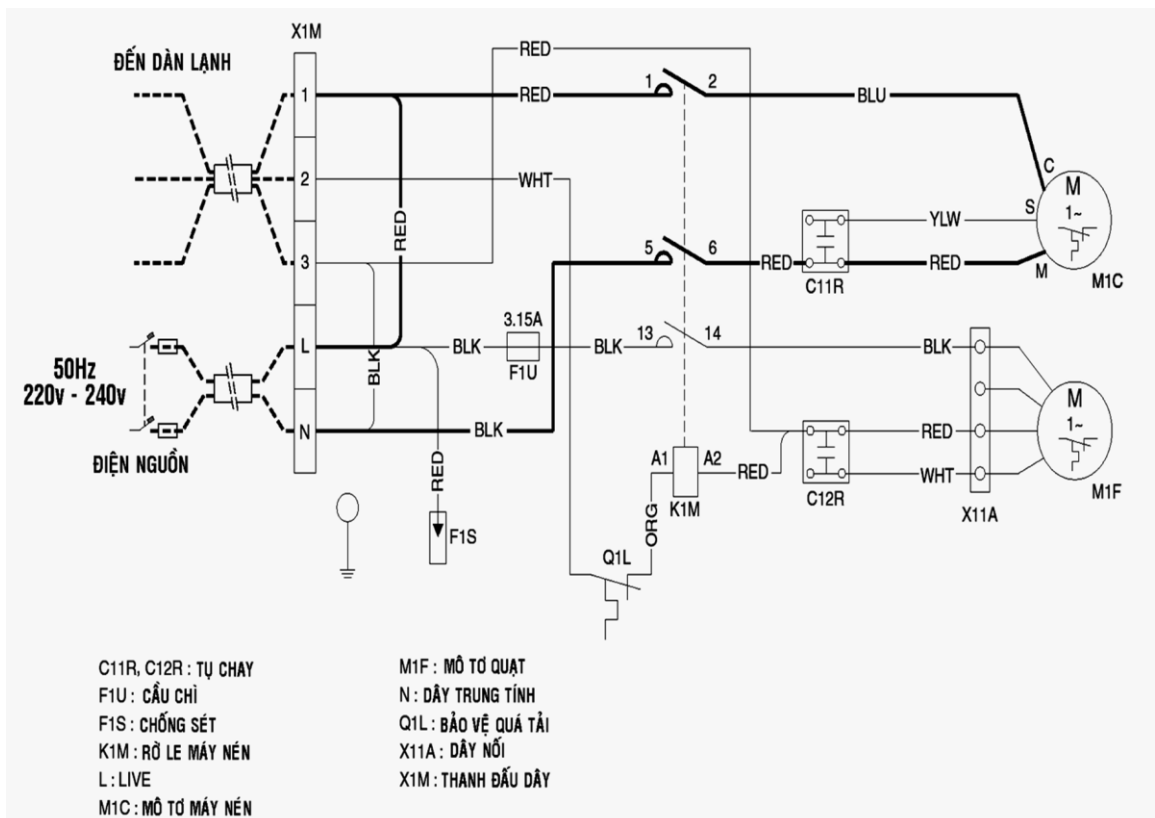 X1M
RED
ĐẾN DÀN LẠNH
1
RED
1
2
BLU
2
WHT
C
M
1~
S
YLW
RED
3
5
6
RED
RED
M
C11R
M1C
3.15A
L
BLK
BLK
F1U
BLK
13
14
BLK
50Hz
220v - 240v
N
BLK
RED
M
1~
ĐIỆN NGUỒN
RED
A1
A2
RED
WHT
C12R
M1F
K1M
X11A
F1S
ORG
Q1L
C11R, C12R : TỤ CHAY
F1U : CẦU CHÌ
F1S : CHỐNG SÉT
K1M : RỜ LE MÁY NÉN
L : LIVE
M1C : MÔ TƠ MÁY NÉN
M1F : MÔ TƠ QUẠT
N : DÂY TRUNG TÍNH
Q1L : BẢO VỆ QUÁ TẢI
X11A : DÂY NỐI
X1M : THANH ĐẤU DÂY